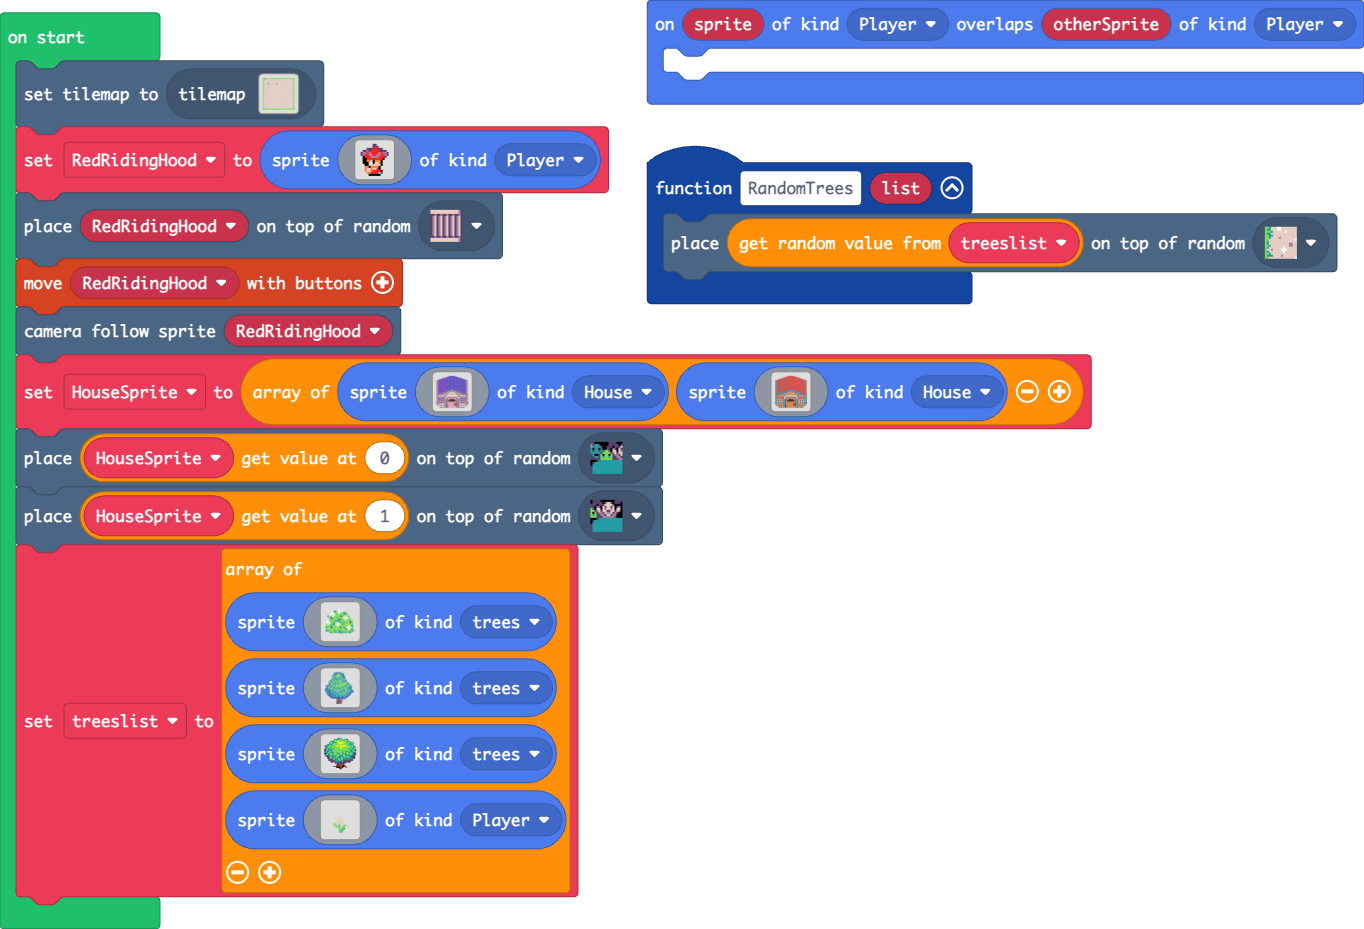 on start
set tilemap to tilemap
set RedRidingHood to sprite of kind Player
place RedRidingHood on top of random
move RedRidingHood with buttons
camera follow sprite RedRidingHood
set HouseSprite to array of sprite of kind House sprite of kind House
place HouseSprite get value at 0 on top of random
place HouseSprite get value at 1 on top of random
set treeslist to
array of
sprite of kind trees
sprite of kind trees
sprite of kind trees
sprite of kind Player
on sprite of kind Player overlaps otherSprite of kind Player
function RandomTrees list
place get random value from treeslist on top of random